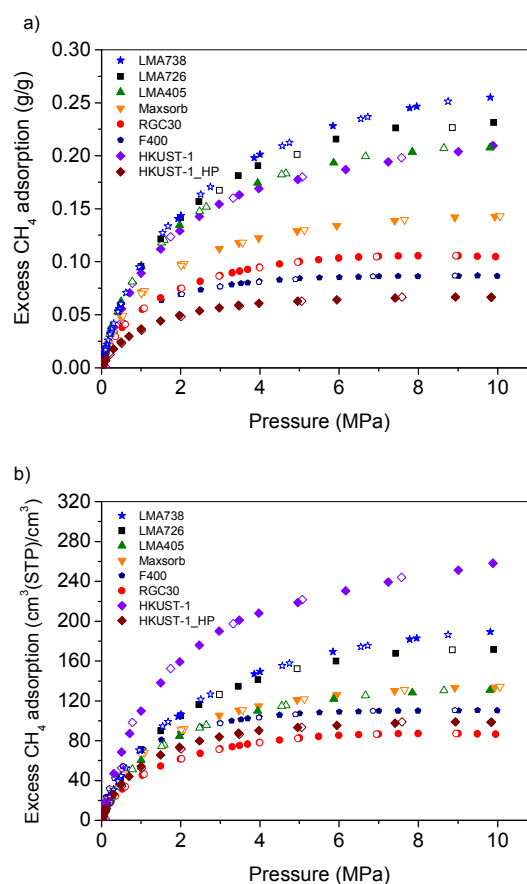 a)
Excess CH4 adsorption (g/g)
0.30
0.25
0.20
0.15
0.10
0.05
0.00
LMA738
LMA726
LMA405
Maxsorb
RGC30
F400
HKUST-1
HKUST-1_HP
0 2 4 6 8 10
Pressure (MPa)
b)
Excess CH4 adsorption (cm3(STP)/cm3)
320
280
240
200
160
120
80
40
0
LMA738
LMA726
LMA405
Maxsorb
F400
RGC30
HKUST-1
HKUST-1_HP
0 2 4 6 8 10
Pressure (MPa)